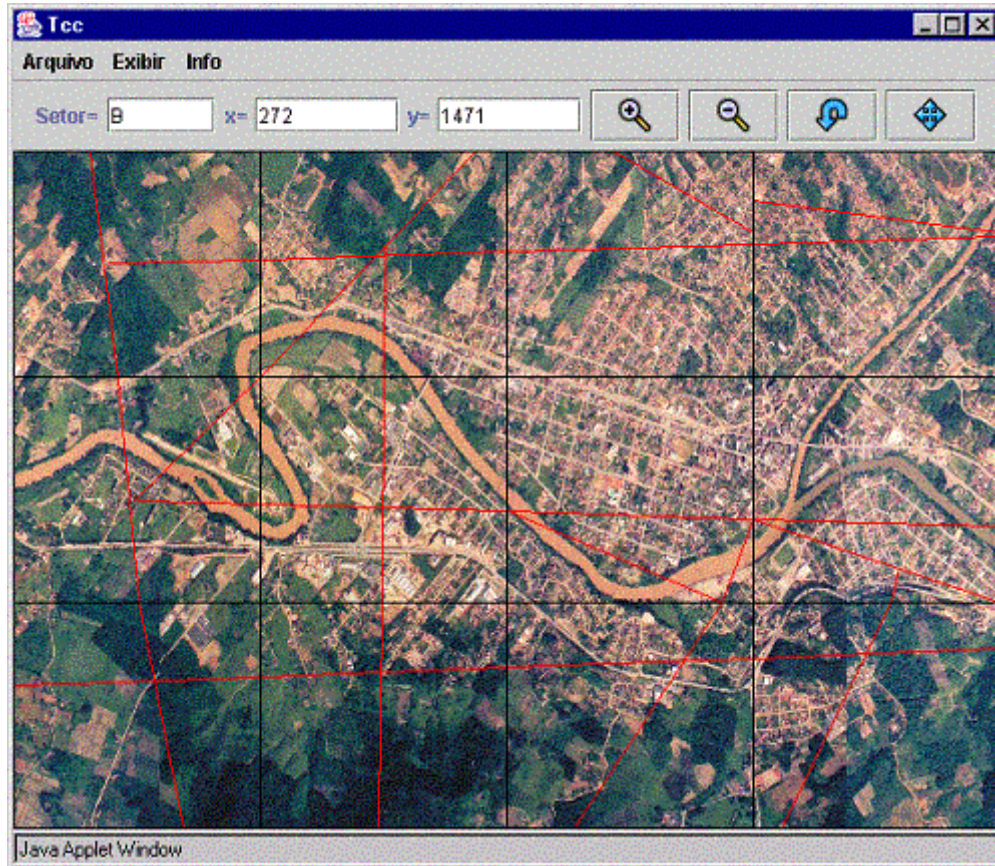 Tcc
Arquivo Exibir Info
Setor= B x= 272 y= 1471
Java Applet Window